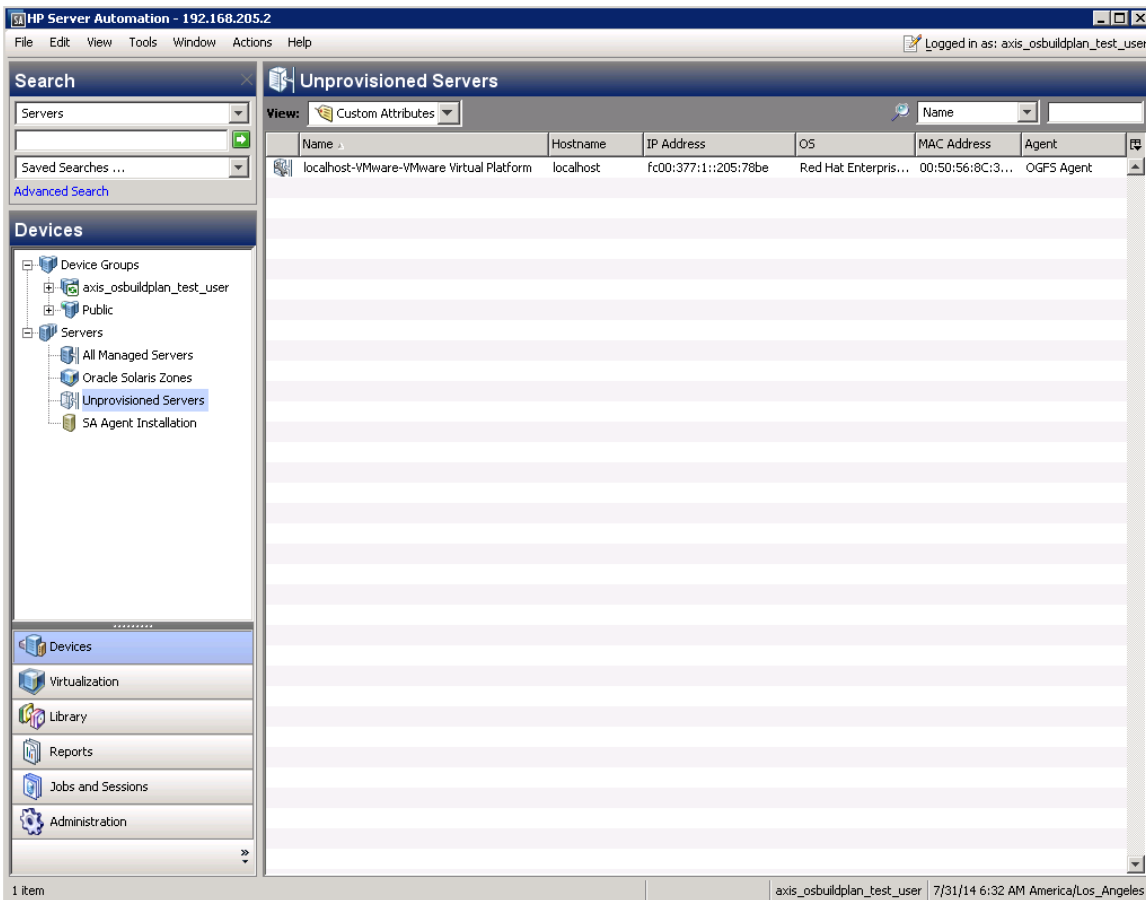 HP Server Automation - 192.168.205.2
File Edit View Tools Window Actions Help
Logged in as: axis_osbuildplan_test_user
Search
Servers
Saved Searches ...
Advanced Search
Devices
Device Groups
axis_osbuildplan_test_user
Public
Servers
All Managed Servers
Oracle Solaris Zones
Unprovisioned Servers
SA Agent Installation
Devices
Virtualization
Library
Reports
Jobs and Sessions
Administration
Unprovisioned Servers
View: Custom Attributes Name
Name Hostname IP Address OS MAC Address Agent
localhost-VMware-VMware Virtual Platform localhost fc00:377:1::205:78be Red Hat Enterpris... 00:50:56:8C:3... OGFS Agent
1 item axis_osbuildplan_test_user 7/31/14 6:32 AM America/Los_Angeles